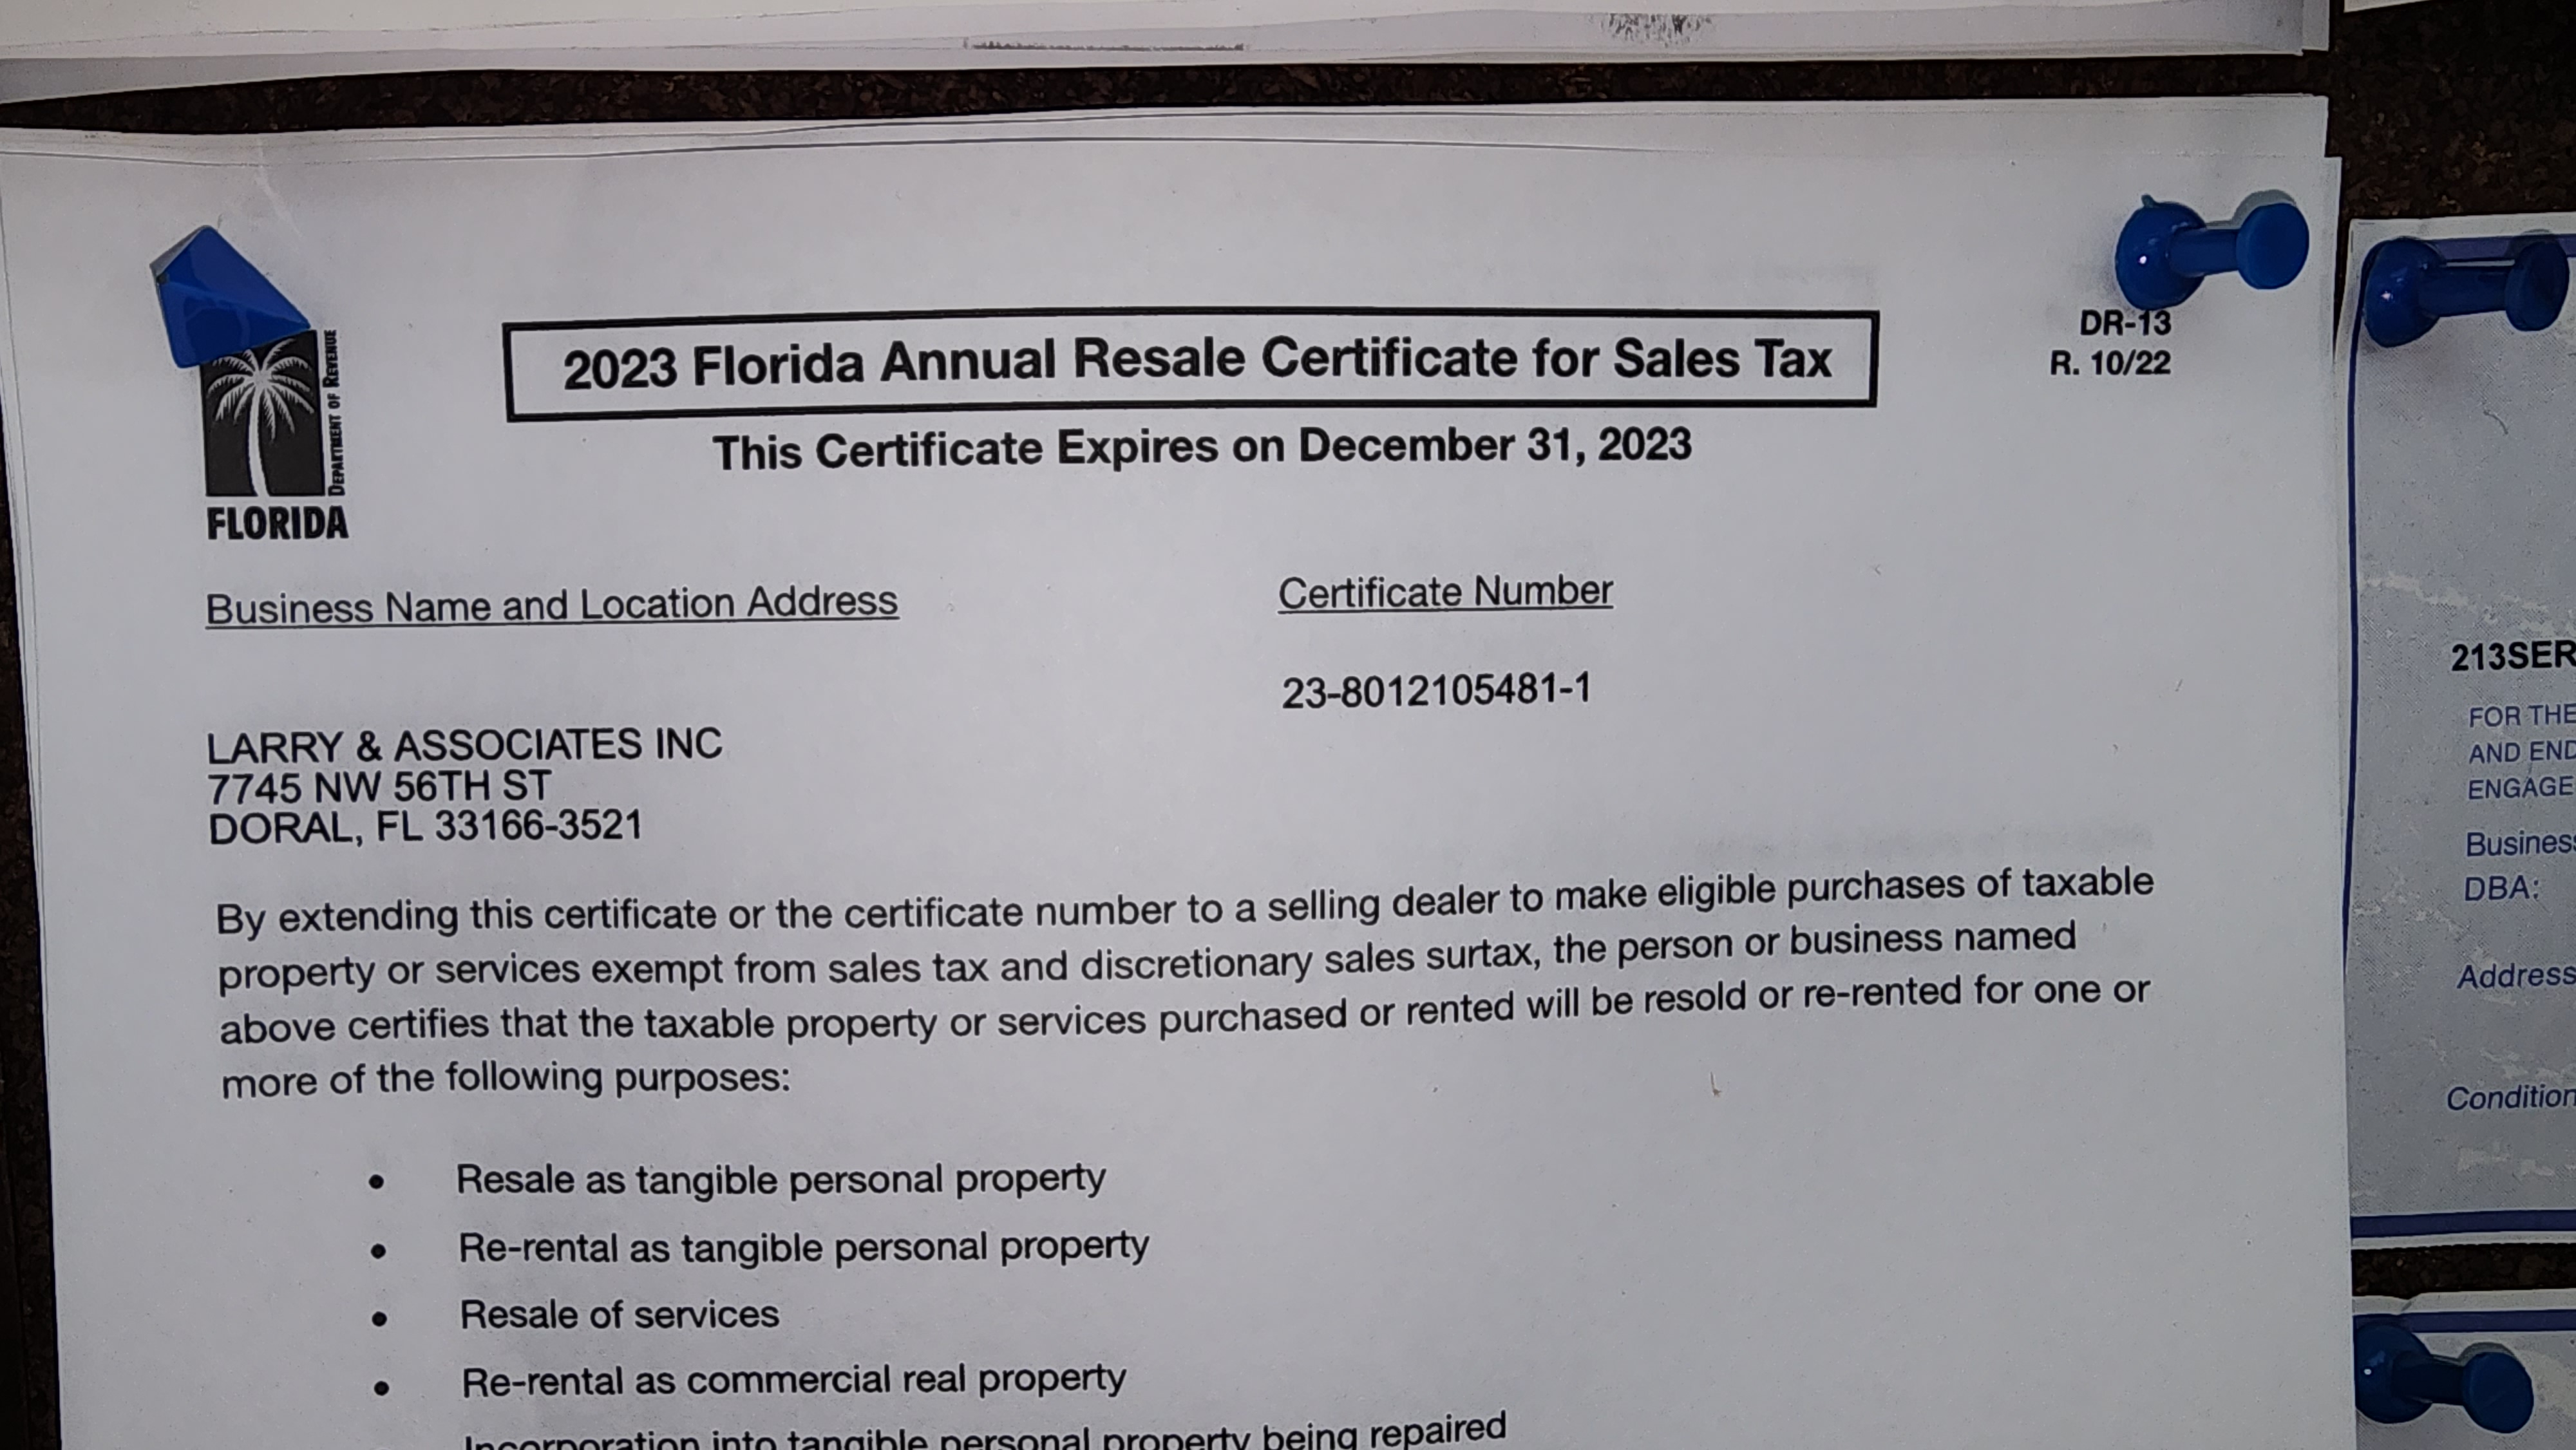 DR-13
R. 10/22
2023 Florida Annual Resale Certificate for Sales Tax
This Certificate Expires on December 31, 2023
DEPARTMENT OF REVENUE
FLORIDA
Business Name and Location Address
Certificate Number
23-8012105481-1
LARRY & ASSOCIATES INC
7745 NW 56TH ST
DORAL, FL 33166-3521
By extending this certificate or the certificate number to a selling dealer to make eligible purchases of taxable
property or services exempt from sales tax and discretionary sales surtax, the person or business named
above certifies that the taxable property or services purchased or rented will be resold or re-rented for one or
more of the following purposes:
• Resale as tangible personal property
• Re-rental as tangible personal property
• Resale of services
• Re-rental as commercial real property
Incorporation into tangible personal property being repaired
213SER
FOR THE
AND END
ENGAGE
Business
DBA:
Address
Condition